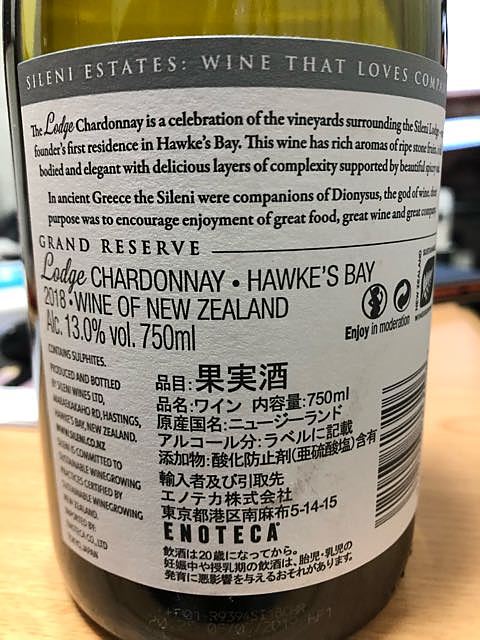 SILENI ESTATES: WINE THAT LOVES
The Lodge Chardonnay is a celebration of the vineyards surrounding the Sileni Lodge,
founder's first residence in Hawke's Bay. This wine has rich aromas of ripe stone fruits,
bodied and elegant with delicious layers of complexity supported by beautiful spicy
In ancient Greece the Sileni were companions of Dionysus, the god of wine,
purpose was to encourage enjoyment of great food, great wine and great
GRAND RESERVE
Lodge CHARDONNAY • HAWKE'S BAY
2018 • WINE OF NEW ZEALAND
Alc. 13.0% vol. 750ml
Enjoy in moderation
NEW ZEALAND
CONTAINS SULPHITES.
PRODUCED AND BOTTLED
BY SILENI WINES LTD,
MARAEKAKAHO RD, HASTINGS,
HAWKE'S BAY, NEW ZEALAND.
WWW.SILENI.CO.NZ
SILENI IS COMMITTED TO
SUSTAINABLE WINEGROWING
PRACTICES CERTIFIED BY
SUSTAINABLE WINEGROWING
NEW ZEALAND.
IMPORTED BY:
ENOTECA CO., LTD
TOKYO, JAPAN
品目:果実酒
品名:ワイン 内容量:750ml
原産国名:ニュージーランド
アルコール分:ラベルに記載
添加物:酸化防止剤(亜硫酸塩)含有
輸入者及び引取先
エノテカ株式会社
東京都港区南麻布5-14-15
ENOTECA
飲酒は20歳になってから。
妊娠中や授乳期の飲酒は、胎児・乳児の
発育に悪影響を与えるおそれがあります。